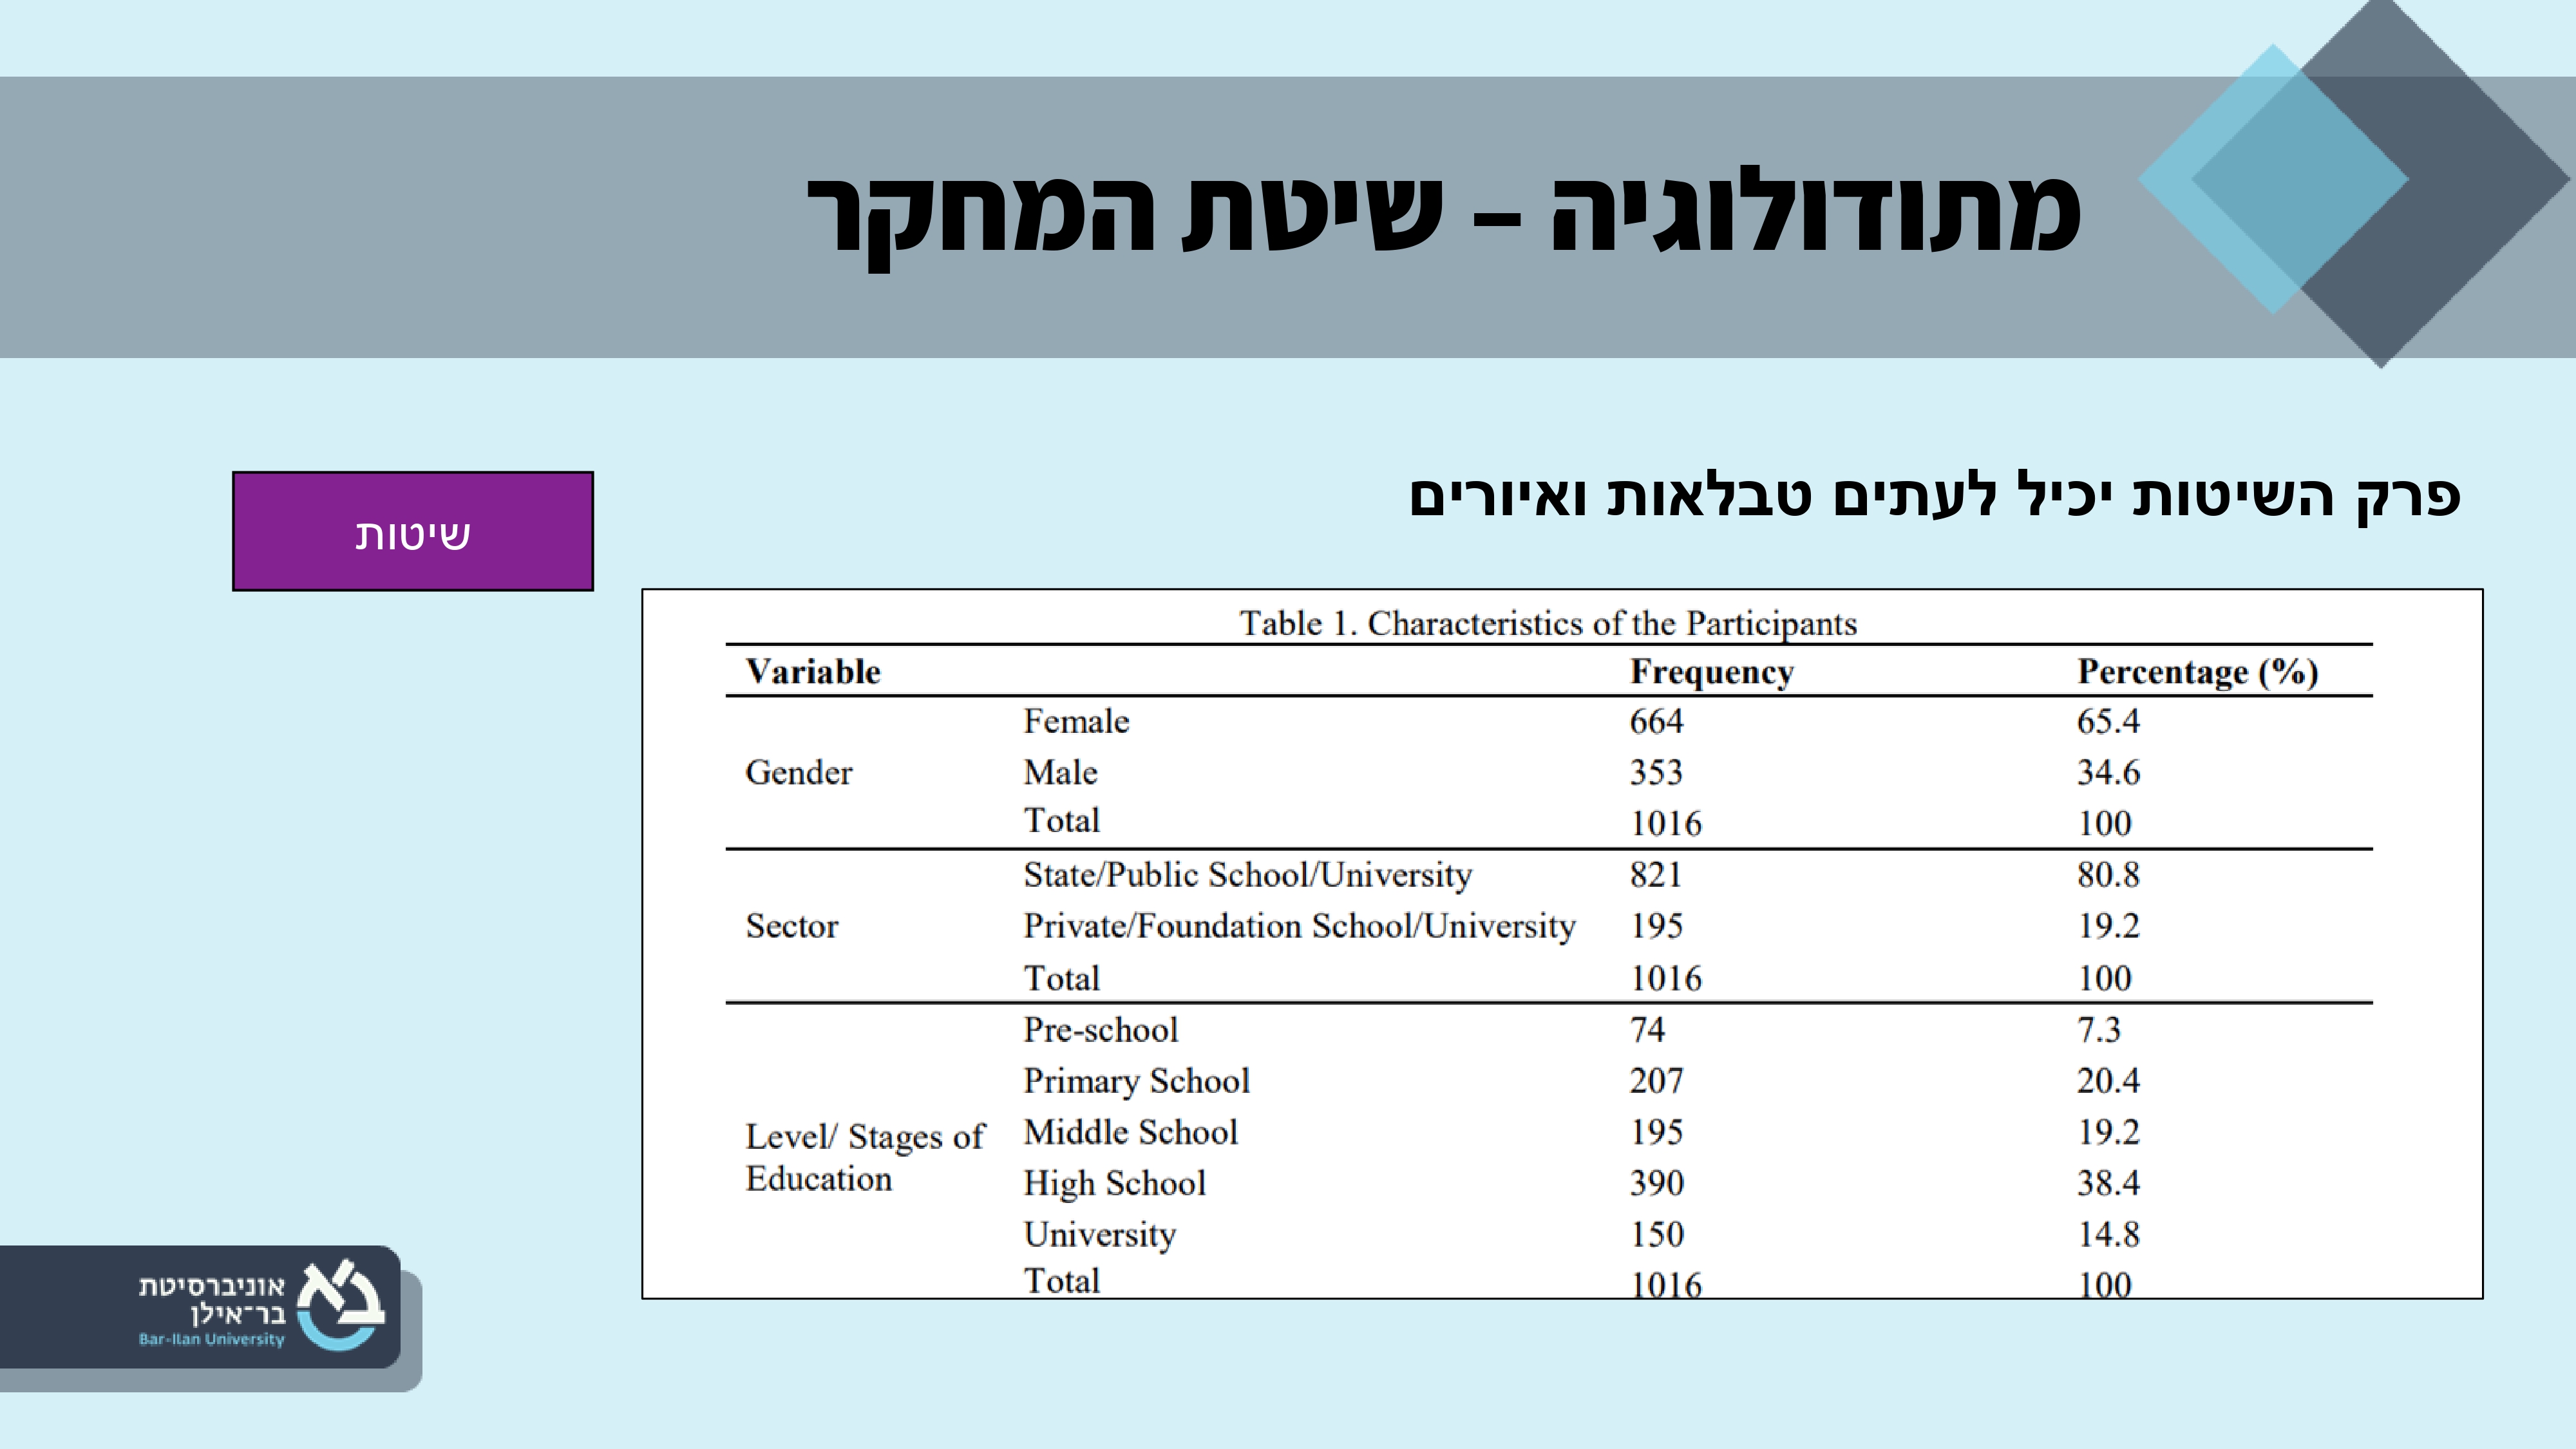 מתודולוגיה – שיטת המחקר
פרק השיטות יכיל לעתים טבלאות ואיורים
שיטות
Table 1. Characteristics of the Participants
Variable Frequency Percentage (%)
Female 664 65.4
Gender Male 353 34.6
Total 1016 100
State/Public School/University 821 80.8
Sector Private/Foundation School/University 195 19.2
Total 1016 100
Pre-school 74 7.3
Primary School 207 20.4
Level/ Stages of Middle School 195 19.2
Education High School 390 38.4
University 150 14.8
Total 1016 100
אוניברסיטת
בר־אילן
Bar-Ilan University